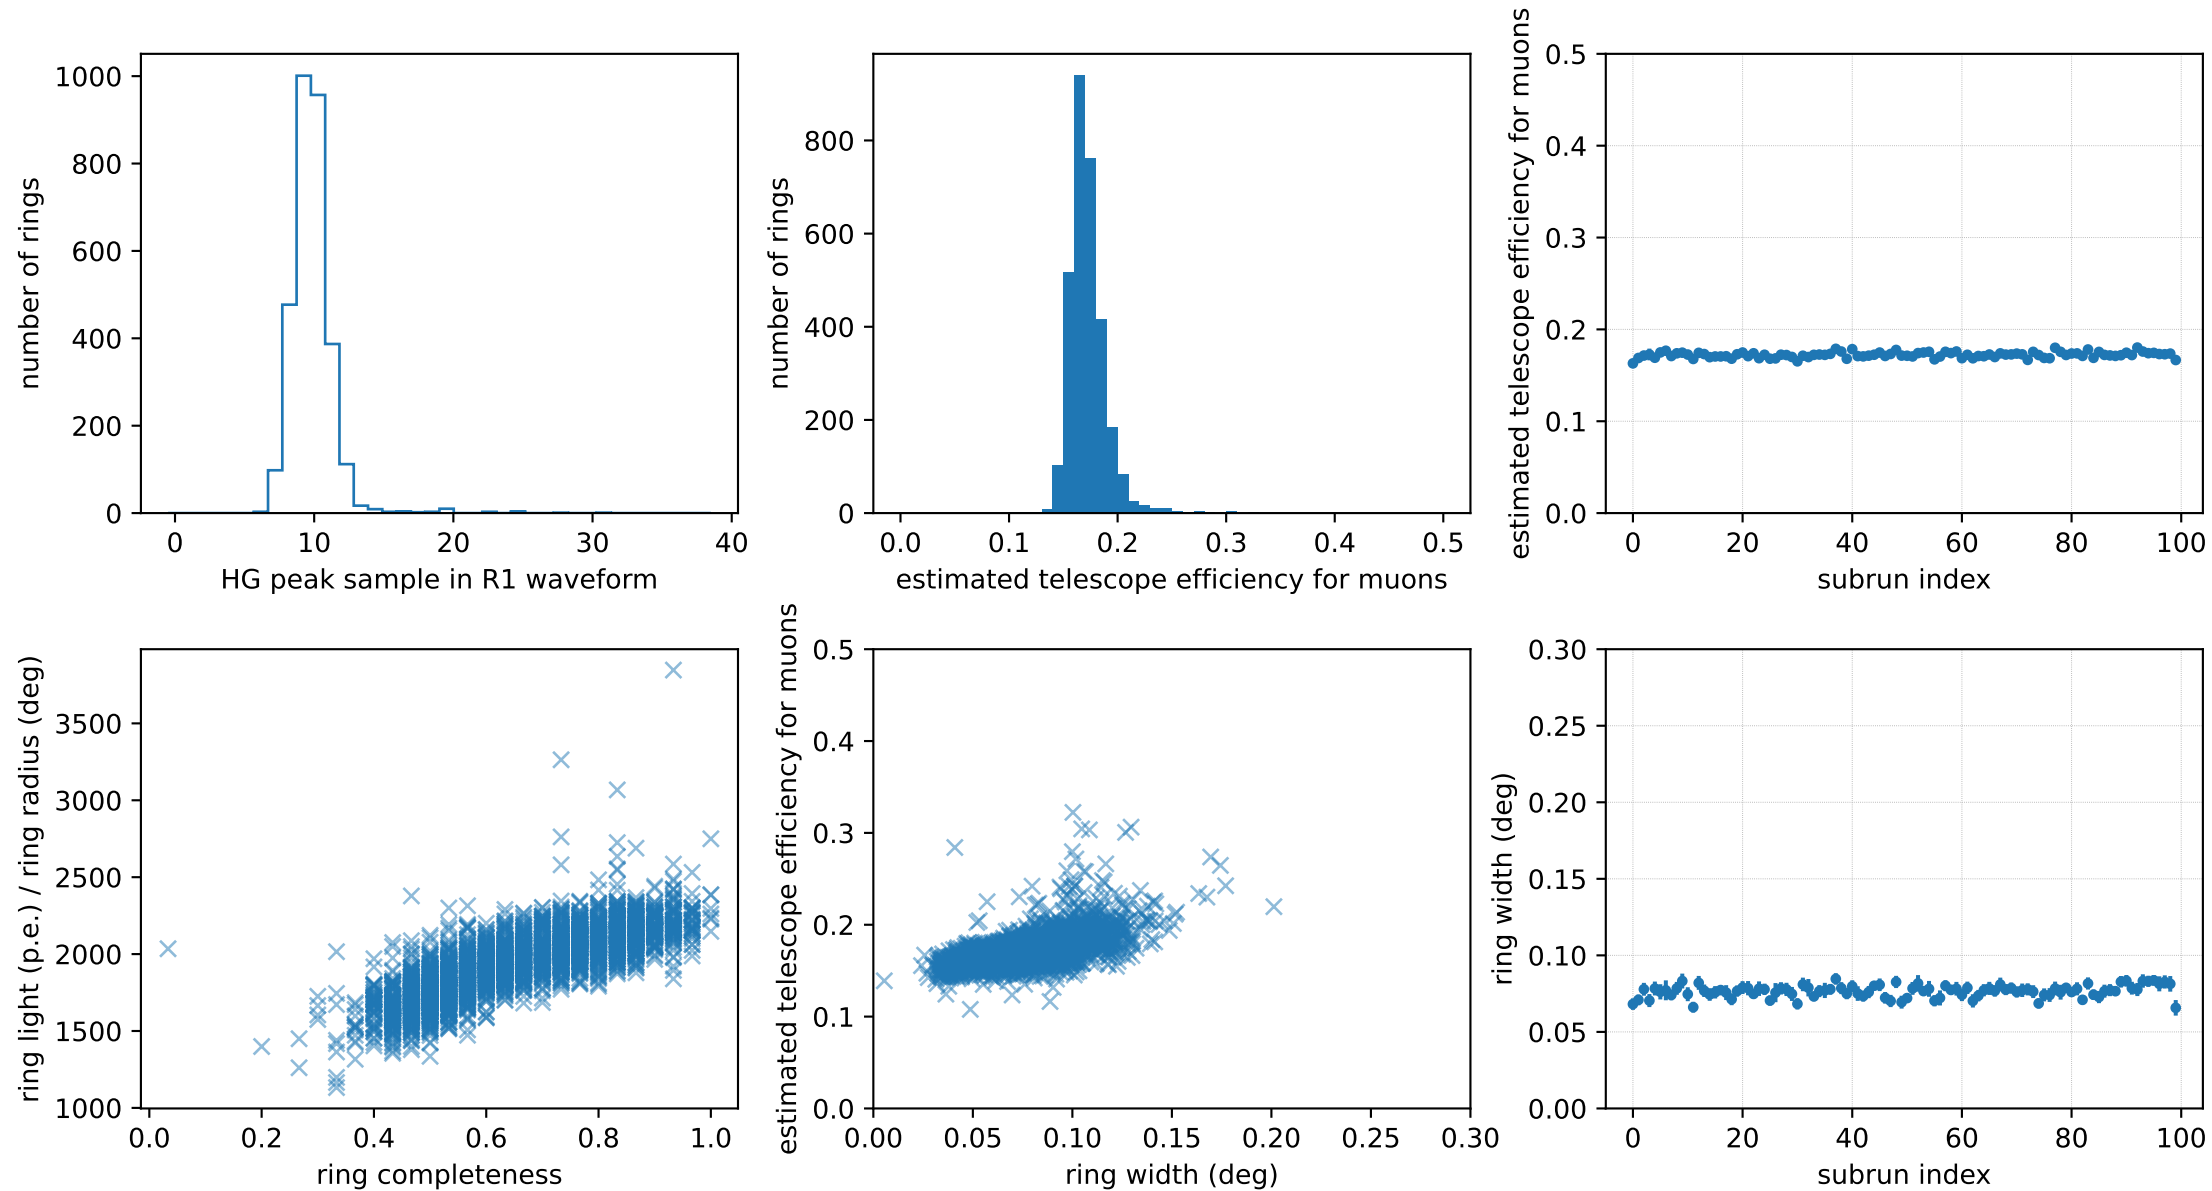 1000
800
600
400
200
0
number of rings
0 10 20 30 40
HG peak sample in R1 waveform
800
600
400
200
0
number of rings
0.0 0.1 0.2 0.3 0.4 0.5
estimated telescope efficiency for muons
0.5
0.4
0.3
0.2
0.1
0.0
estimated telescope efficiency for muons
0 20 40 60 80 100
subrun index
3500
3000
2500
2000
1500
1000
ring light (p.e.) / ring radius (deg)
0.0 0.2 0.4 0.6 0.8 1.0
ring completeness
0.5
0.4
0.3
0.2
0.1
0.0
estimated telescope efficiency for muons
0.00 0.05 0.10 0.15 0.20 0.25 0.30
ring width (deg)
0.30
0.25
0.20
0.15
0.10
0.05
0.00
ring width (deg)
0 20 40 60 80 100
subrun index